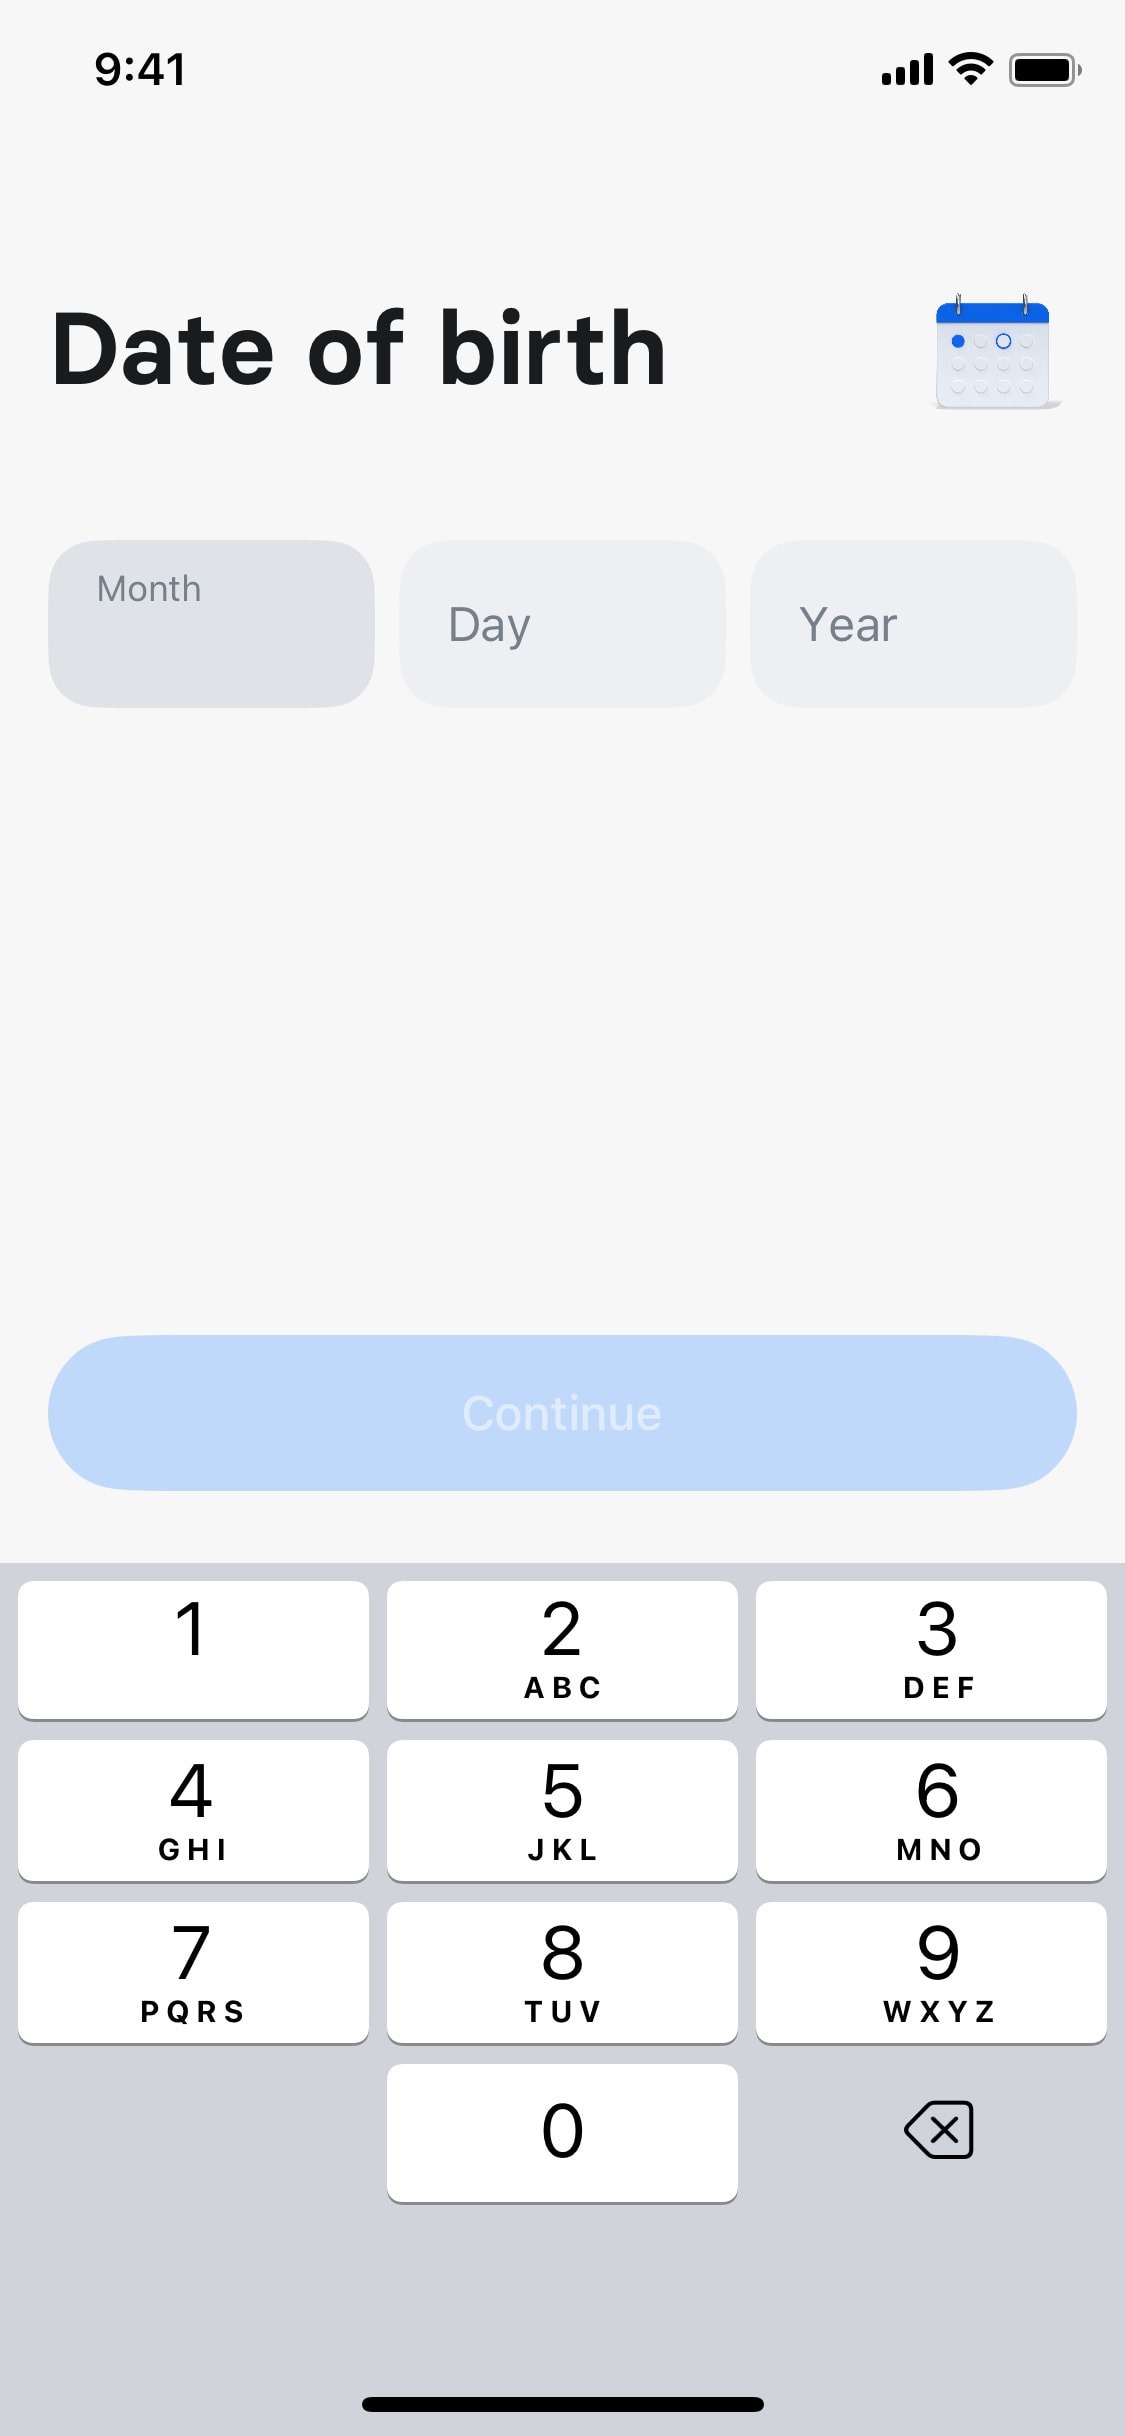 9:41
Date of birth
Month
Day
Year
Continue
1
2
ABC
3
DEF
4
GHI
5
JKL
6
MNO
7
PQRS
8
TUV
9
WXYZ
0